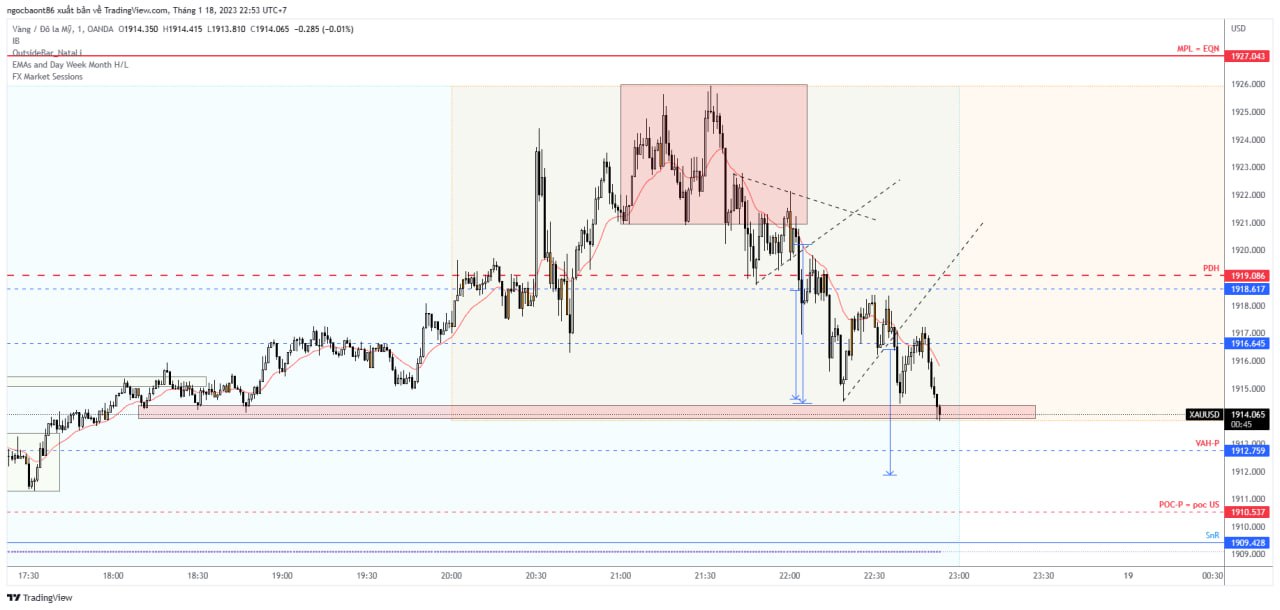 ngocbaont86 xuất bản về TradingView.com, Tháng 1 18, 2023 22:53 UTC+7
Vàng / Đô la Mỹ, 1, OANDA O1914.350 H1914.415 L1913.810 C1914.065 −0.285 (−0.01%)
USD
IB
OutsideBar_NataLi
EMAs and Day Week Month H/L
FX Market Sessions
MPL = EQN
1927.043
1926.000
1925.000
1924.000
1923.000
1922.000
1921.000
1920.000
PDH
1919.086
1918.617
1918.000
1917.000
1916.645
1916.000
1915.000
XAUUSD
1914.065
00:45
1913.000
VAH-P
1912.759
1912.000
1911.000
POC-P = poc US
1910.537
1910.000
SnR
1909.428
1909.000
17:30 18:00 18:30 19:00 19:30 20:00 20:30 21:00 21:30 22:00 22:30 23:00 23:30 19 00:30
TradingView